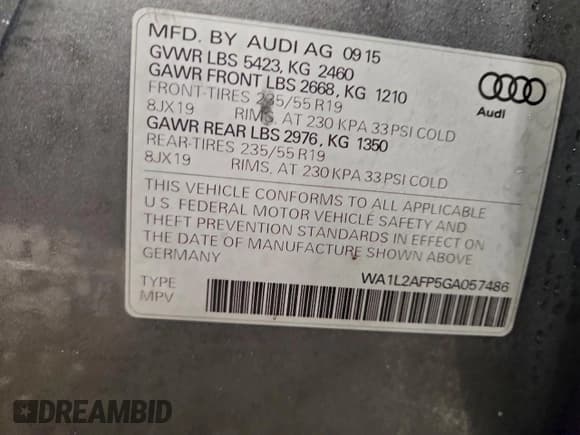 MFD. BY AUDI AG 0915
GVWR LBS 5423, KG 2460
GAWR FRONT LBS 2668, KG 1210
FRONT-TIRES 235/55 R19
8JX19 RIMS, AT 230 KPA 33 PSI COLD
GAWR REAR LBS 2976, KG 1350
REAR-TIRES 235/55 R19
8JX19 RIMS, AT 230 KPA 33 PSI COLD
THIS VEHICLE CONFORMS TO ALL APPLICABLE
U.S. FEDERAL MOTOR VEHICLE SAFETY AND
THEFT PREVENTION STANDARDS IN EFFECT ON
THE DATE OF MANUFACTURE SHOWN ABOVE
GERMANY
TYPE WA1L2AFP5GA057486
MPV
Audi
DREAMBID